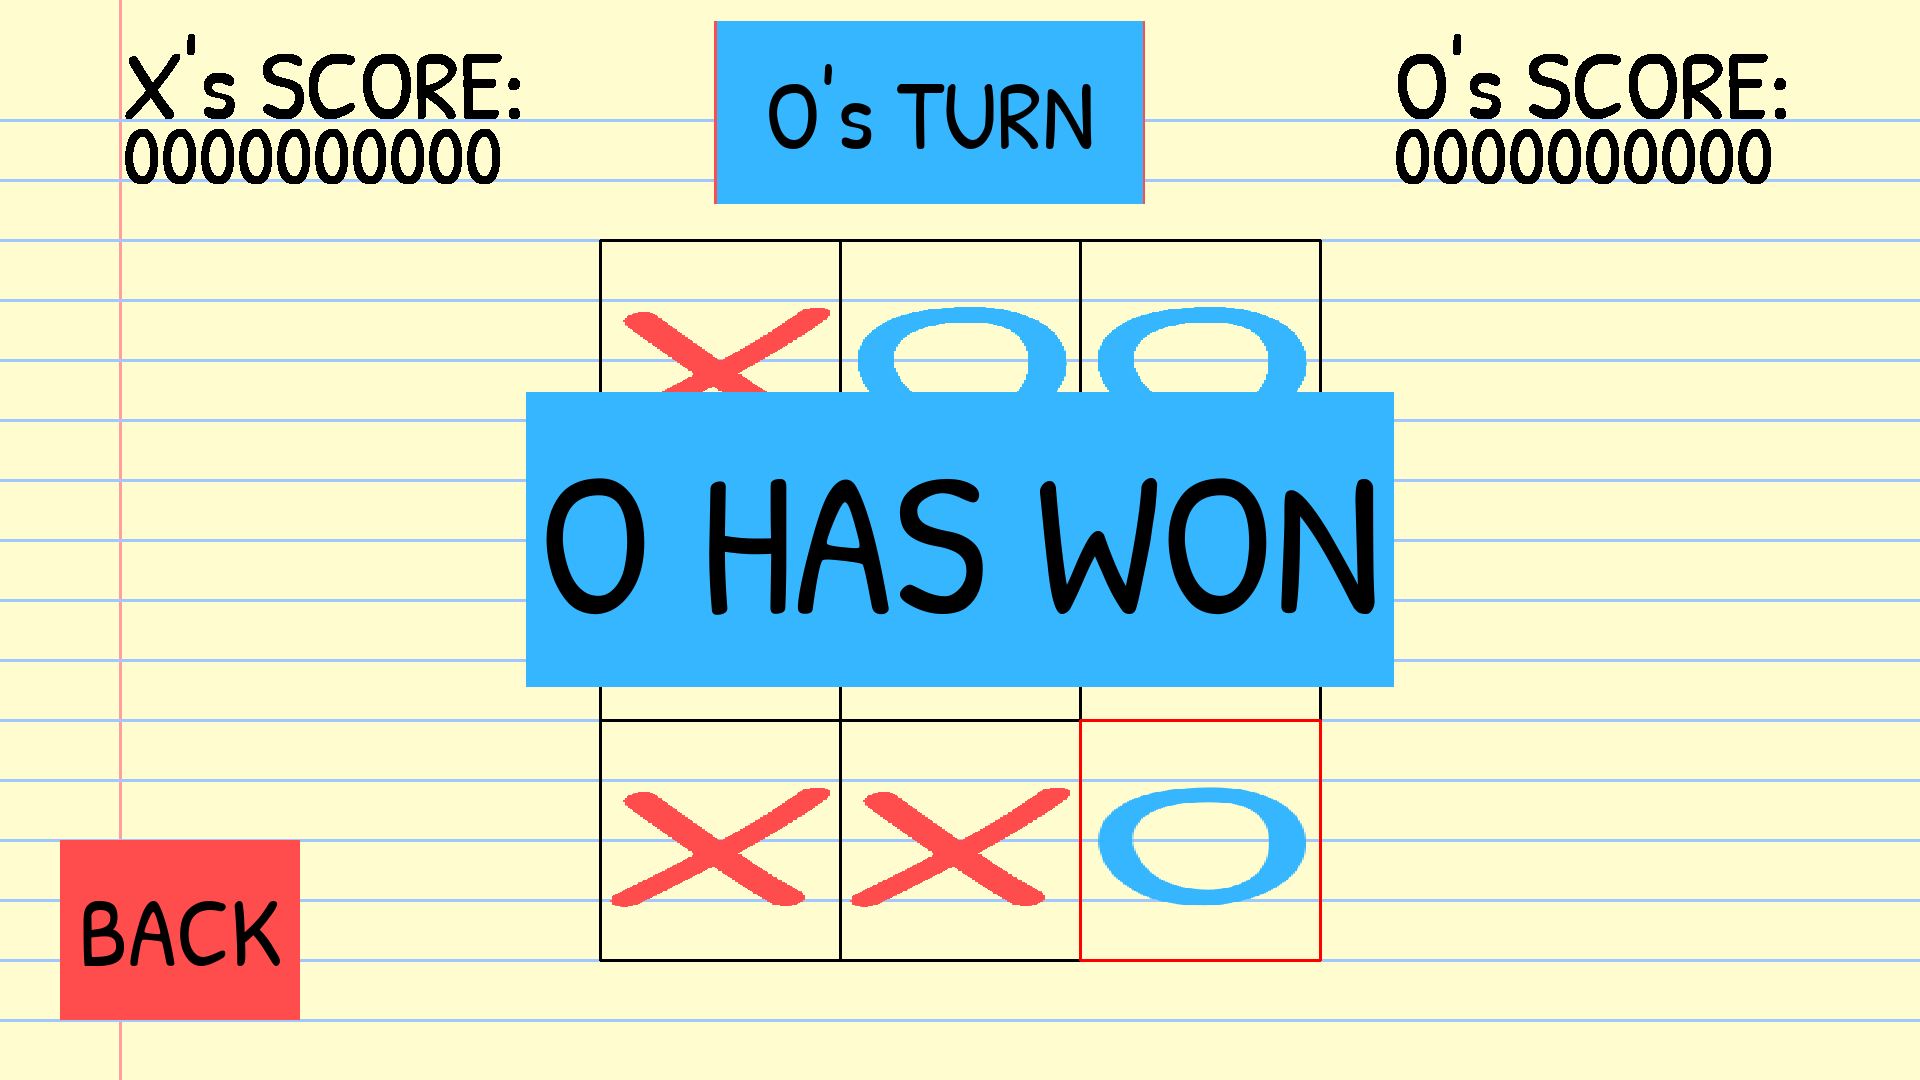 X's SCORE:
0000000000
O's TURN
O's SCORE:
0000000000
X O O
O HAS WON
X X O
BACK